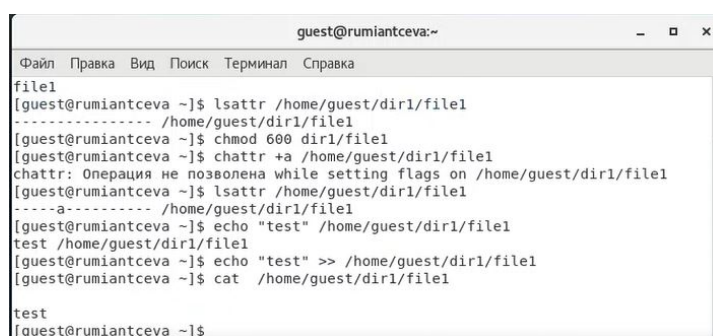 guest@rumiantceva:~
Файл Правка Вид Поиск Терминал Справка
file1
[guest@rumiantceva ~]$ lsattr /home/guest/dir1/file1
---------------- /home/guest/dir1/file1
[guest@rumiantceva ~]$ chmod 600 dir1/file1
[guest@rumiantceva ~]$ chattr +a /home/guest/dir1/file1
chattr: Операция не позволена while setting flags on /home/guest/dir1/file1
[guest@rumiantceva ~]$ lsattr /home/guest/dir1/file1
-----a---------- /home/guest/dir1/file1
[guest@rumiantceva ~]$ echo "test" /home/guest/dir1/file1
test /home/guest/dir1/file1
[guest@rumiantceva ~]$ echo "test" >> /home/guest/dir1/file1
[guest@rumiantceva ~]$ cat  /home/guest/dir1/file1
test
[guest@rumiantceva ~]$